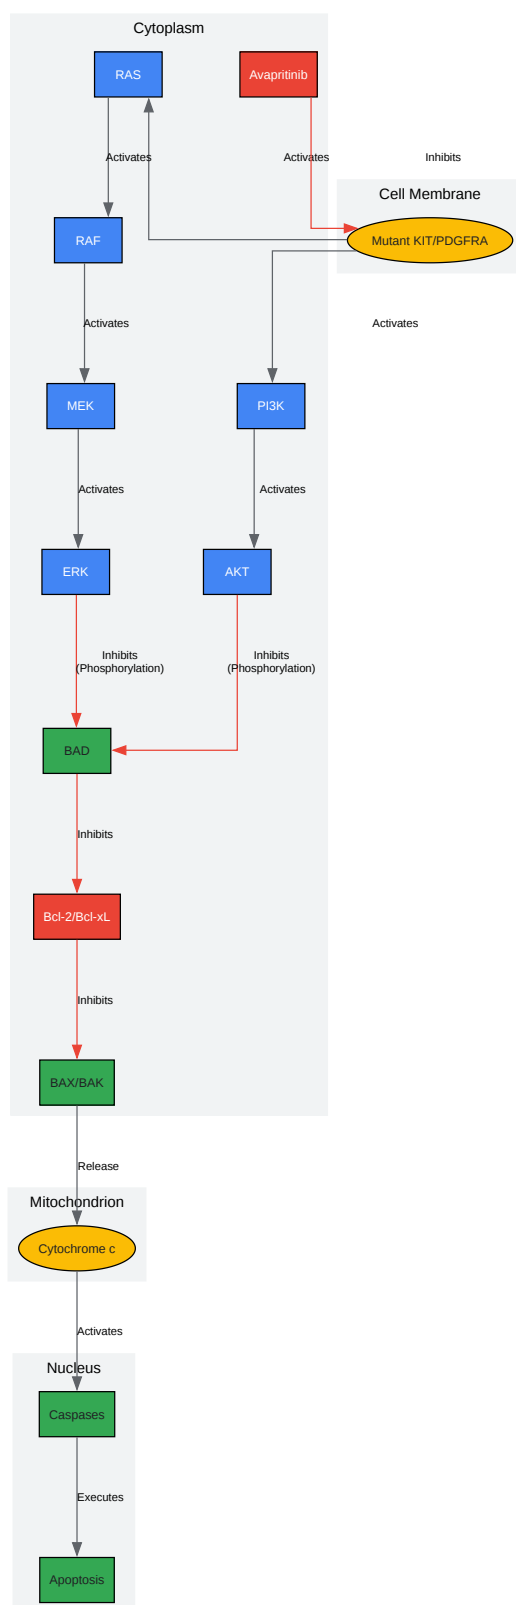 Cytoplasm
RAS
Avapritinib
Activates
Activates
Inhibits
Cell Membrane
RAF
Mutant KIT/PDGFRA
Activates
Activates
MEK
PI3K
Activates
Activates
ERK
AKT
Inhibits
(Phosphorylation)
Inhibits
(Phosphorylation)
BAD
Inhibits
Bcl-2/Bcl-xL
Inhibits
BAX/BAK
Release
Mitochondrion
Cytochrome c
Activates
Nucleus
Caspases
Executes
Apoptosis